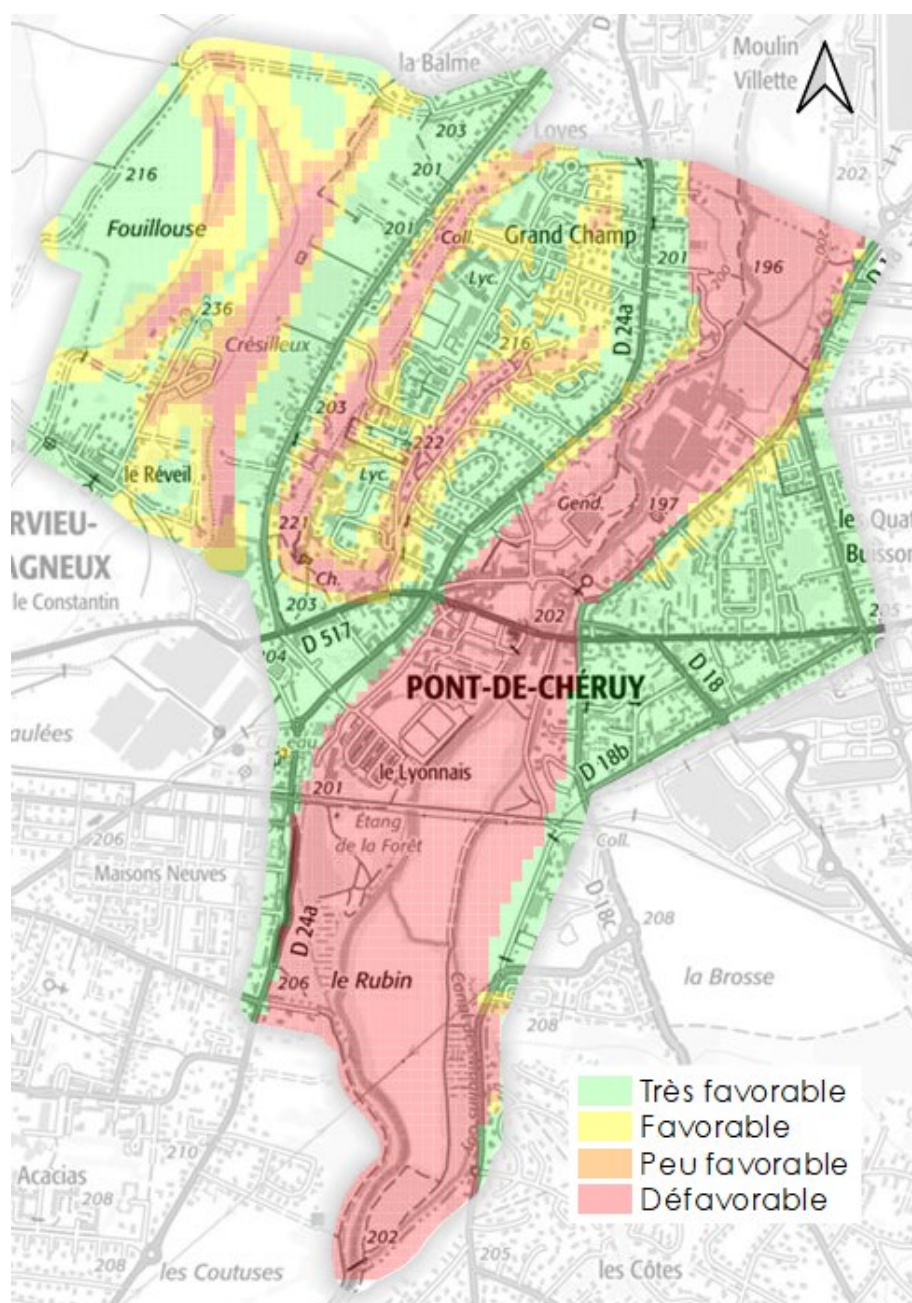 Moulin
Villette
la Balme
203
Loyes
202
201
216
201
Fouillouse
Coll.
Grand Champ
201
196
200
200
D 1
Lyc.
236
D 24a
Crésilleux
216
203
222
le Réveil
Lyc.
Gend.
197
221
RVIEU-
AGNEUX
le Constantin
les Quat
Buisson
Ch.
203
202
205
D 517
204
D 18
PONT-DE-CHÉRUY
aulées
D 18b
le Lyonnais
201
206
Étang
de la Forêt
Coll.
Maisons Neuves
D 18c
208
D 24a
206
le Rubin
la Brosse
208
210
Très favorable
Favorable
Peu favorable
Défavorable
Acacias
208
202
208
205
les Coutuses
les Côtes